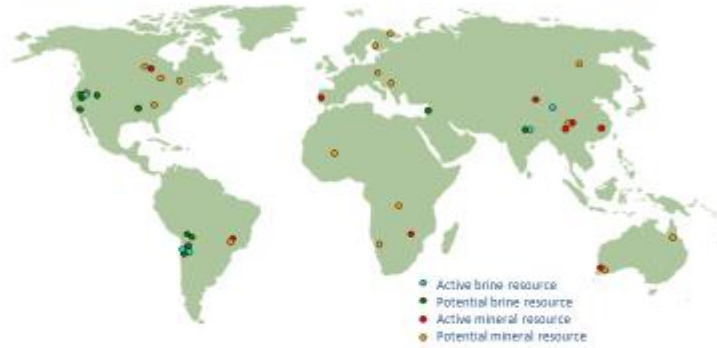 Active brine resource
Potential brine resource
Active mineral resource
Potential mineral resource